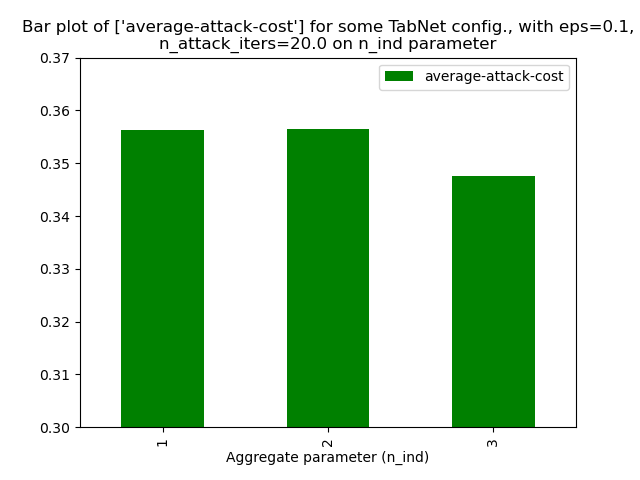 Bar plot of ['average-attack-cost'] for some TabNet config., with eps=0.1,
n_attack_iters=20.0 on n_ind parameter
average-attack-cost
0.37
0.36
0.35
0.34
0.33
0.32
0.31
0.30
1
2
3
Aggregate parameter (n_ind)